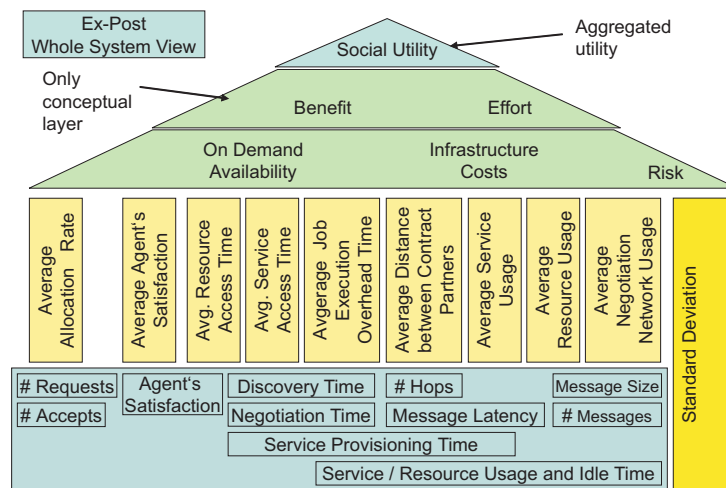 Ex-Post
Whole System View
Social Utility
Aggregated
utility
Only
conceptual
layer
Benefit
Effort
On Demand
Availability
Infrastructure
Costs
Risk
Average
Allocation Rate
Average Agent's
Satisfaction
Avg. Resource
Access Time
Avg. Service
Access Time
Avgerage Job
Execution
Overhead Time
Average Distance
between Contract
Partners
Average Service
Usage
Average
Resource Usage
Average
Negotiation
Network Usage
Standard Deviation
# Requests
# Accepts
Agent's
Satisfaction
Discovery Time
Negotiation Time
# Hops
Message Latency
Message Size
# Messages
Service Provisioning Time
Service / Resource Usage and Idle Time